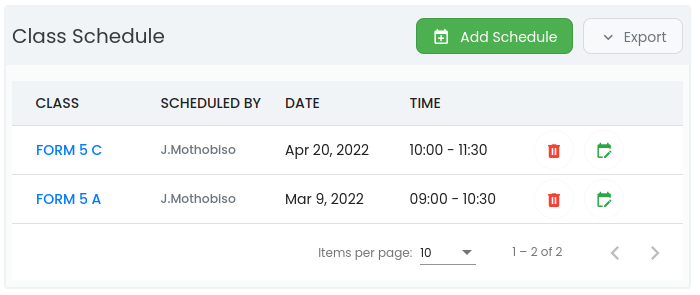 Class Schedule Add Schedule Export
CLASS SCHEDULED BY DATE TIME
FORM 5 C J.Mothobiso Apr 20, 2022 10:00 - 11:30
FORM 5 A J.Mothobiso Mar 9, 2022 09:00 - 10:30
Items per page: 10 1 – 2 of 2